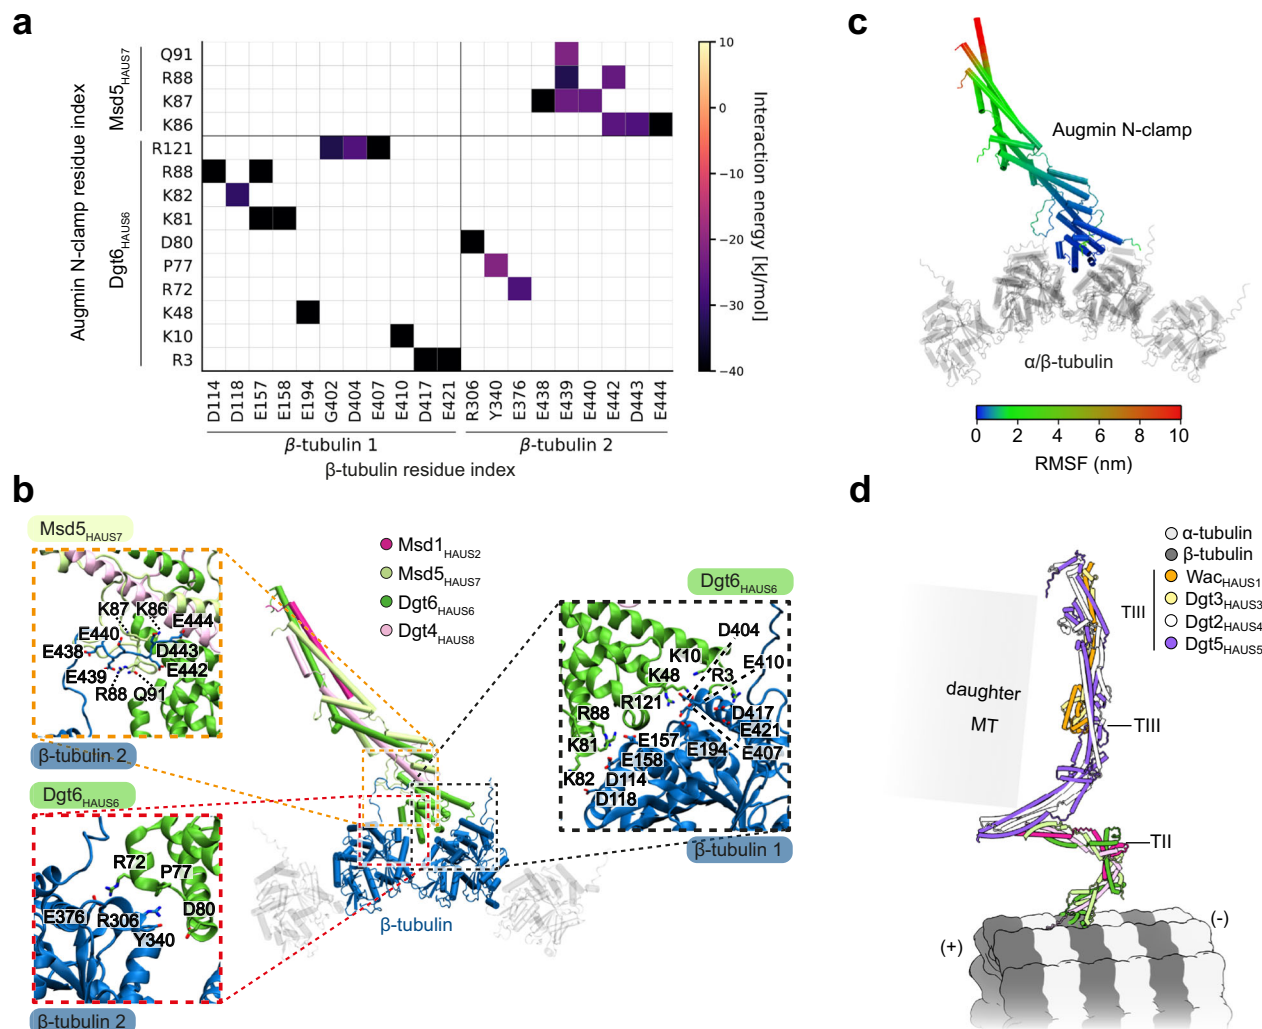 a
Augmin N-clamp residue index
Msd5HAUS7
Dgt6HAUS6
Q91
R88
K87
K86
R121
R88
K82
K81
D80
P77
R72
K48
K10
R3
D114
D118
E157
E158
E194
G402
D404
E407
E410
D417
E421
R306
Y340
E376
E438
E439
E440
E442
D443
E444
β-tubulin 1
β-tubulin 2
β-tubulin residue index
10
0
−10
−20
−30
−40
Interaction energy [kJ/mol]
c
Augmin N-clamp
α/β-tubulin
0 2 4 6 8 10
RMSF (nm)
b
Msd5HAUS7
K87 K86
E444
E440
E438
D443
E439
E442
R88 Q91
β-tubulin 2
Dgt6HAUS6
R72
P77
E376
R306
D80
Y340
β-tubulin 2
Msd1HAUS2
Msd5HAUS7
Dgt6HAUS6
Dgt4HAUS8
β-tubulin
Dgt6HAUS6
D404
K10
E410
K48
R3
R121
R88
D417
E421
K81
E157
E194
E407
E158
K82
D114
D118
β-tubulin 1
d
α-tubulin
β-tubulin
WacHAUS1
Dgt3HAUS3
Dgt2HAUS4
Dgt5HAUS5
TIII
daughter
MT
TIII
TII
(-)
(+)